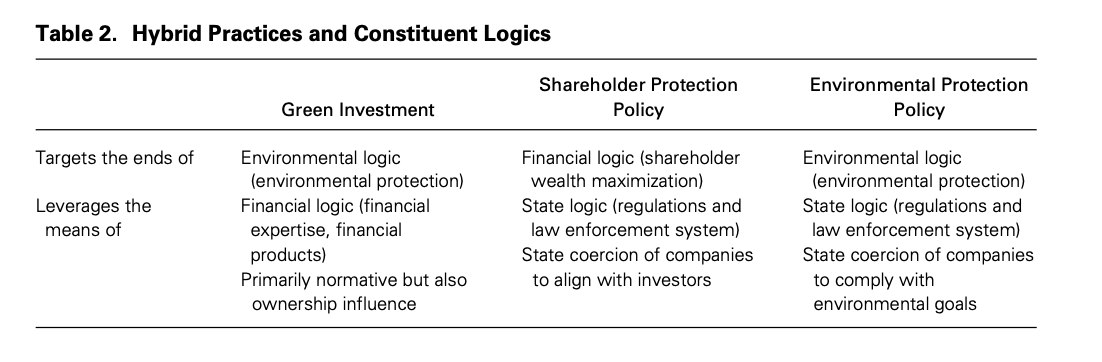 Table 2. Hybrid Practices and Constituent Logics
Green Investment
Shareholder Protection
Policy
Environmental Protection
Policy
Targets the ends of
Environmental logic
(environmental protection)
Financial logic (shareholder
wealth maximization)
Environmental logic
(environmental protection)
Leverages the
means of
Financial logic (financial
expertise, financial
products)
Primarily normative but also
ownership influence
State logic (regulations and
law enforcement system)
State coercion of companies
to align with investors
State logic (regulations and
law enforcement system)
State coercion of companies
to comply with
environmental goals